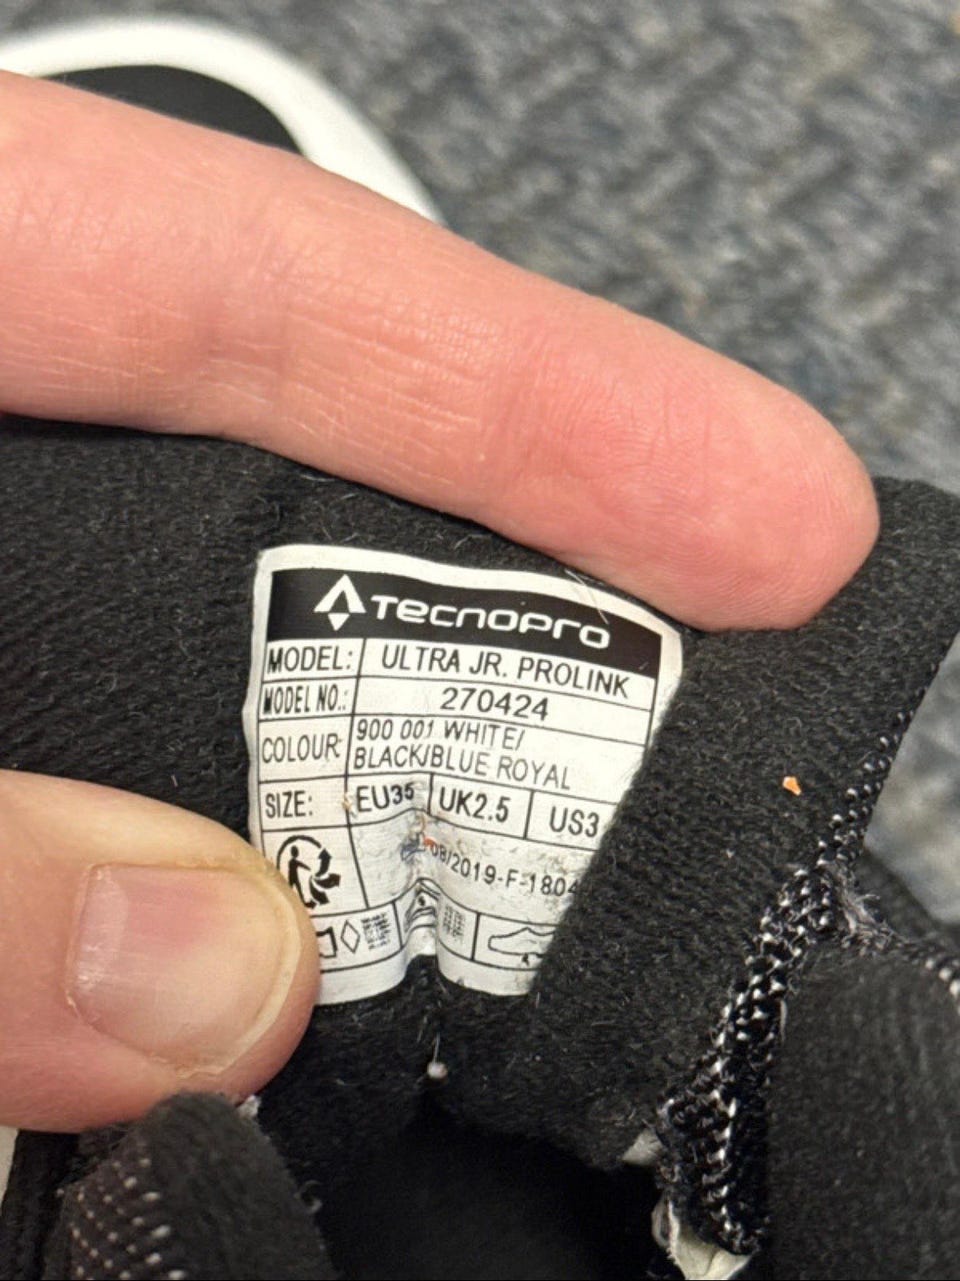 TECNOPRO
MODEL: ULTRA JR. PROLINK
MODEL NO.: 270424
COLOUR: 900 001 WHITE/
BLACK/BLUE ROYAL
SIZE: EU35 UK2.5 US3
08/2019-F-1804